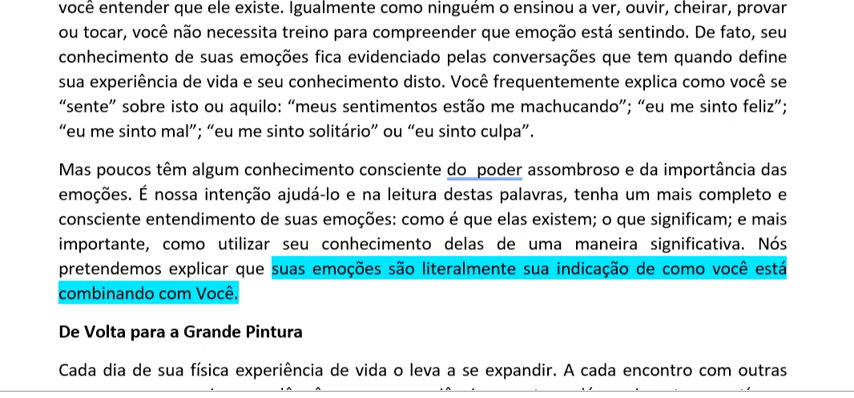 você entender que ele existe. Igualmente como ninguém o ensinou a ver, ouvir, cheirar, provar
ou tocar, você não necessita treino para compreender que emoção está sentindo. De fato, seu
conhecimento de suas emoções fica evidenciado pelas conversações que tem quando define
sua experiência de vida e seu conhecimento disto. Você frequentemente explica como você se
“sente” sobre isto ou aquilo: “meus sentimentos estão me machucando”; “eu me sinto feliz”;
“eu me sinto mal”; “eu me sinto solitário” ou “eu sinto culpa”.
Mas poucos têm algum conhecimento consciente do poder assombroso e da importância das
emoções. É nossa intenção ajudá-lo e na leitura destas palavras, tenha um mais completo e
consciente entendimento de suas emoções: como é que elas existem; o que significam; e mais
importante, como utilizar seu conhecimento delas de uma maneira significativa. Nós
pretendemos explicar que suas emoções são literalmente sua indicação de como você está
combinando com Você.
De Volta para a Grande Pintura
Cada dia de sua física experiência de vida o leva a se expandir. A cada encontro com outras